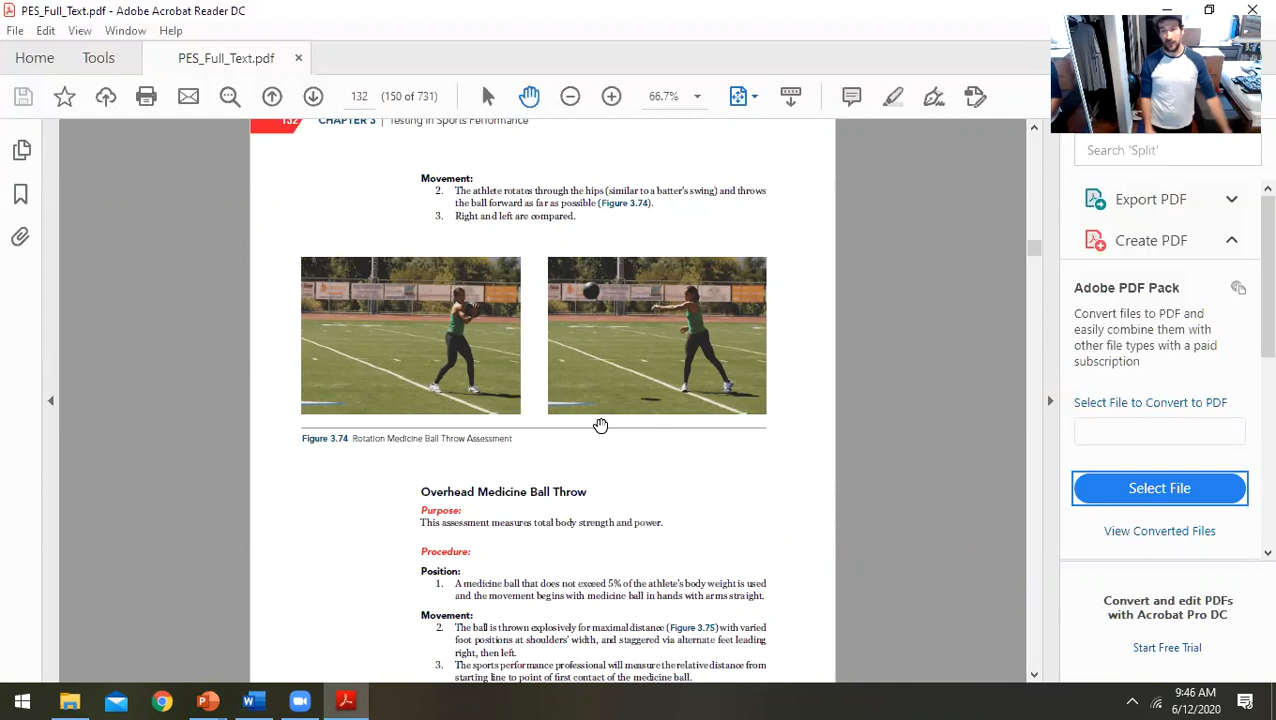 PES_Full_Text.pdf - Adobe Acrobat Reader DC
File Edit View Window Help
Home Tools PES_Full_Text.pdf
132 (150 of 731) 66.7%
132 CHAPTER 3 | Testing in Sports Performance
Search 'Split'
Movement:
2. The athlete rotates through the hips (similar to a batter's swing) and throws
the ball forward as far as possible (Figure 3.74).
3. Right and left are compared.
Figure 3.74 Rotation Medicine Ball Throw Assessment
Overhead Medicine Ball Throw
Purpose:
This assessment measures total body strength and power.
Procedure:
Position:
1. A medicine ball that does not exceed 5% of the athlete's body weight is used
and the movement begins with medicine ball in hands with arms straight.
Movement:
2. The ball is thrown explosively for maximal distance (Figure 3.75) with varied
foot positions at shoulders' width, and staggered via alternate feet leading
right, then left.
3. The sports performance professional will measure the relative distance from
starting line to point of first contact of the medicine ball.
Export PDF
Create PDF
Adobe PDF Pack
Convert files to PDF and
easily combine them with
other file types with a paid
subscription
Select File to Convert to PDF
Select File
View Converted Files
Convert and edit PDFs
with Acrobat Pro DC
Start Free Trial
9:46 AM
6/12/2020